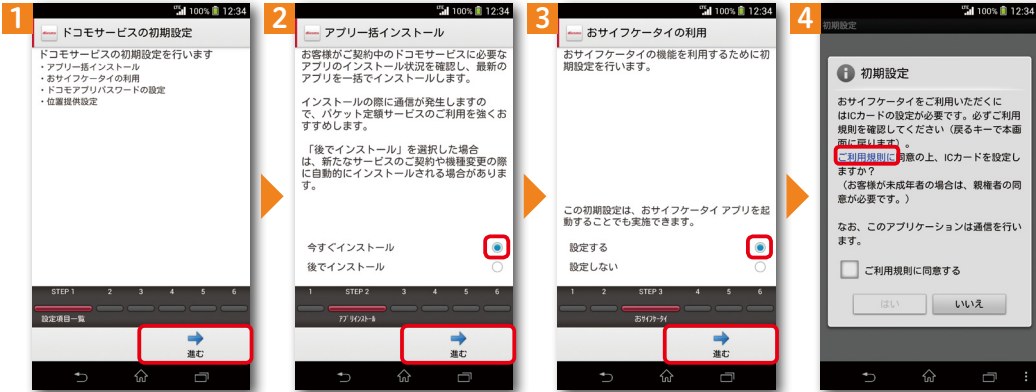 1
LTE 100% 12:34
docomo ドコモサービスの初期設定
ドコモサービスの初期設定を行います
・アプリ一括インストール
・おサイフケータイの利用
・ドコモアプリパスワードの設定
・位置提供設定
STEP 1 2 3 4 5 6
設定項目一覧
進む
2
LTE 100% 12:34
docomo アプリ一括インストール
お客様がご契約中のドコモサービスに必要な
アプリのインストール状況を確認し、最新の
アプリを一括でインストールします。
インストールの際に通信が発生しますの
で、パケット定額サービスのご利用を強くお
すすめします。
「後でインストール」を選択した場合
は、新たなサービスのご契約や機種変更の際
に自動的にインストールされる場合がありま
す。
今すぐインストール
後でインストール
1 STEP 2 3 4 5 6
ｱﾌﾟﾘｲﾝｽﾄｰﾙ
進む
3
LTE 100% 12:34
docomo おサイフケータイの利用
おサイフケータイの機能を利用するために初
期設定を行います。
この初期設定は、おサイフケータイ アプリを起
動することでも実施できます。
設定する
設定しない
1 2 STEP 3 4 5 6
おｻｲﾌｹｰﾀｲ
進む
4
LTE 100% 12:34
初期設定
初期設定
おサイフケータイをご利用いただくに
はICカードの設定が必要です。必ずご利用
規則を確認してください（戻るキーで本画
面に戻ります）。
ご利用規則に同意の上、ICカードを設定し
ますか？
（お客様が未成年者の場合は、親権者の同
意が必要です。）
なお、このアプリケーションは通信を行い
ます。
ご利用規則に同意する
はい いいえ